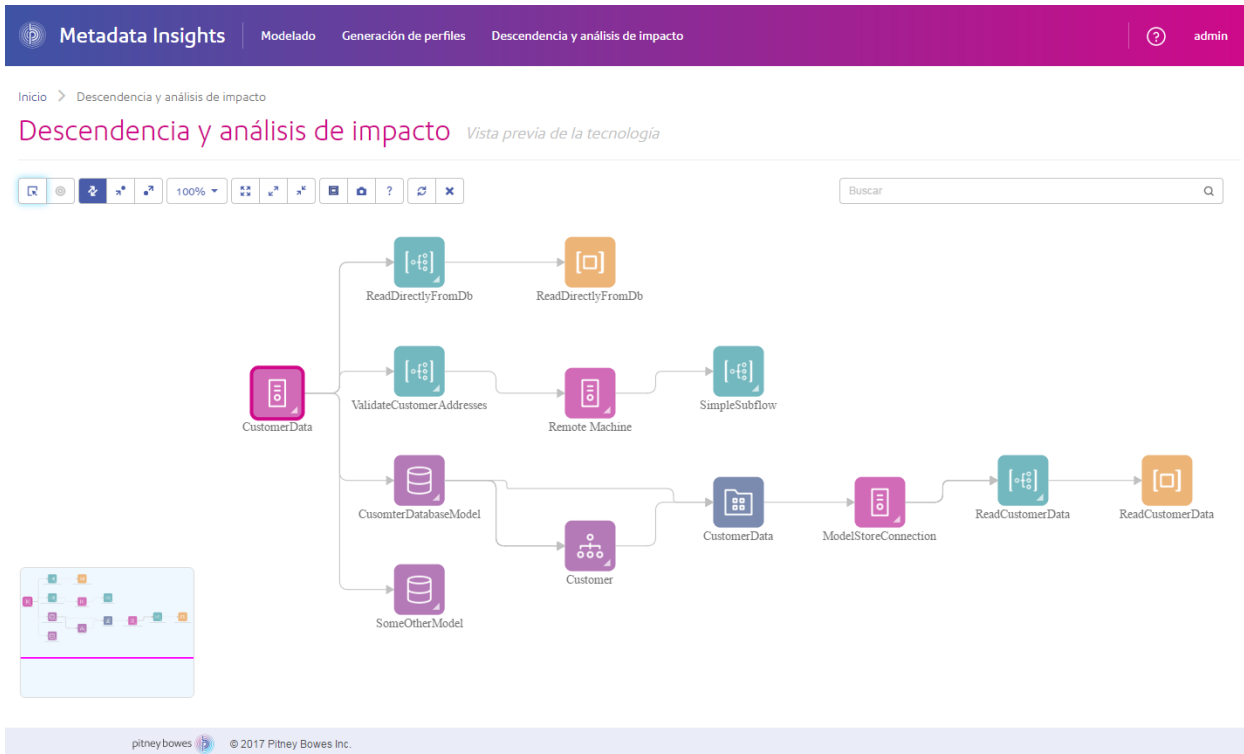 Metadata Insights Modelado Generación de perfiles Descendencia y análisis de impacto ? admin
Inicio > Descendencia y análisis de impacto
Descendencia y análisis de impacto Vista previa de la tecnología
100% ? Buscar
ReadDirectlyFromDb ReadDirectlyFromDb
ValidateCustomerAddresses SimpleSubflow
CustomerData Remote Machine
CusomterDatabaseModel ReadCustomerData ReadCustomerData
CustomerData ModelStoreConnection
Customer
SomeOtherModel
pitney bowes © 2017 Pitney Bowes Inc.